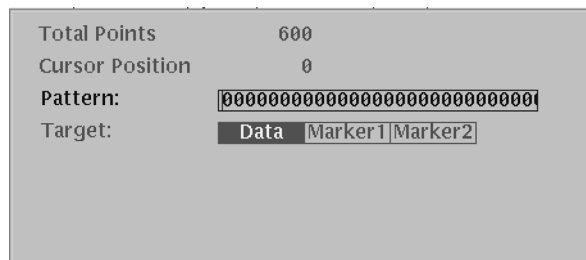 Total Points 600
Cursor Position 0
Pattern: 0000000000000000000000000000
Target: Data Marker1 Marker2